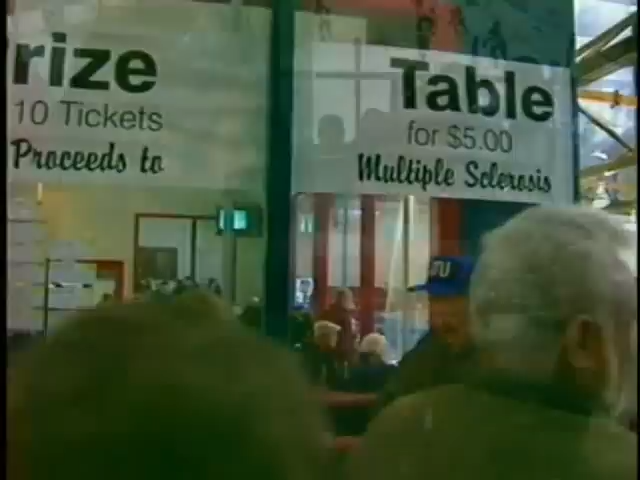 rize Table
10 Tickets for $5.00
Proceeds to Multiple Sclerosis